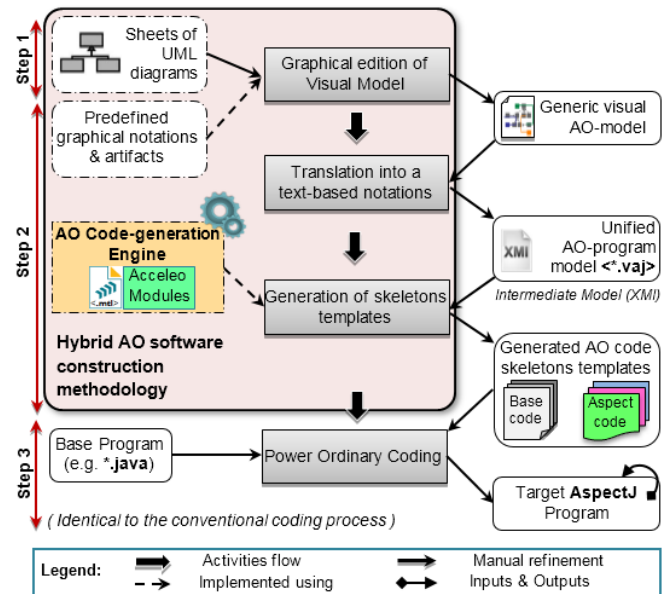 Step 1
Sheets of
UML
diagrams
Graphical edition of
Visual Model
Generic visual
AO-model
Step 2
Predefined
graphical notations
& artifacts
Translation into a
text-based notations
AO Code-generation
Engine
<.mtl>
Acceleo
Modules
XMI
Unified
AO-program
model <*.vaj>
Intermediate Model (XMI)
Generation of skeletons
templates
Hybrid AO software
construction
methodology
Generated AO code
skeletons templates
Base
code
Aspect
code
Step 3
Base Program
(e.g. *.java)
Power Ordinary Coding
Target AspectJ
Program
( Identical to the conventional coding process )
Legend:
Activities flow
Manual refinement
Implemented using
Inputs & Outputs